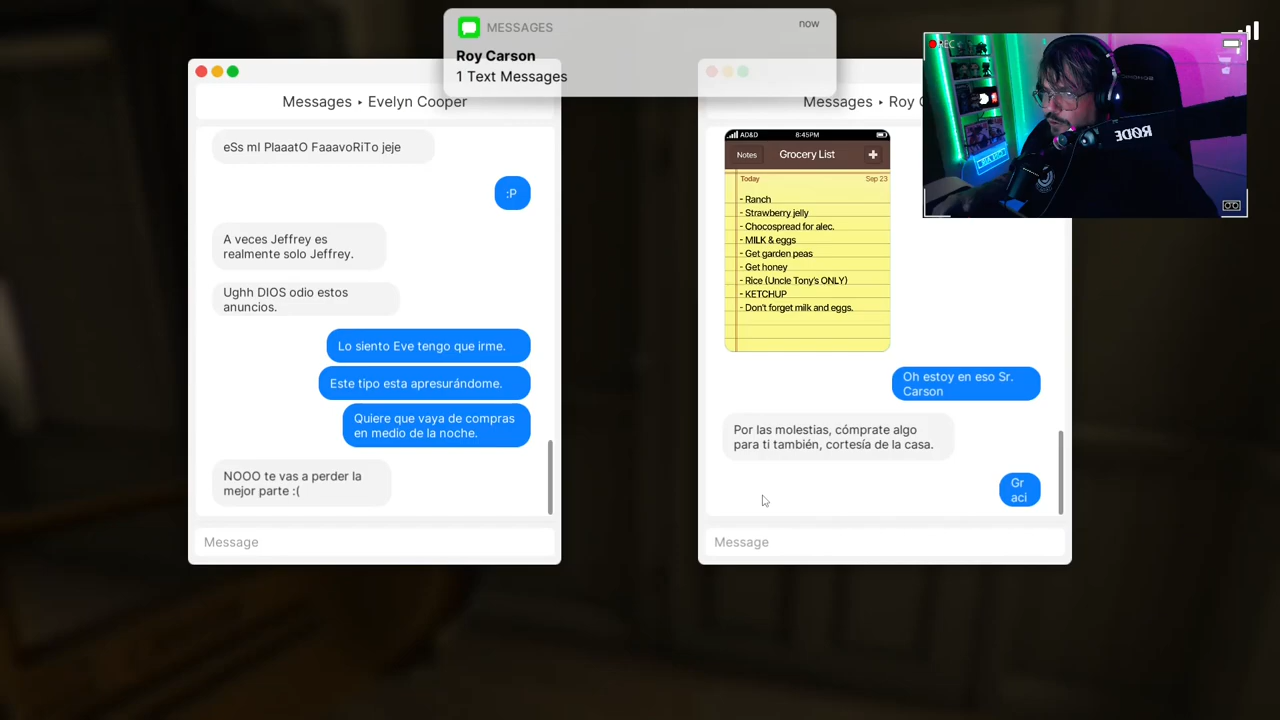 MESSAGES
now
Roy Carson
1 Text Messages
Messages ▸ Evelyn Cooper
eSs mI PlaaatO FaaavoRiTo jeje
:P
A veces Jeffrey es
realmente solo Jeffrey.
Ughh DIOS odio estos
anuncios.
Lo siento Eve tengo que irme.
Este tipo esta apresurándome.
Quiere que vaya de compras
en medio de la noche.
NOOO te vas a perder la
mejor parte :(
Message
Messages ▸ Roy C
AD&D
8:45PM
Notes
Grocery List
+
Today
Sep 23
- Ranch
- Strawberry jelly
- Chocospread for alec.
- MILK & eggs
- Get garden peas
- Get honey
- Rice (Uncle Tony's ONLY)
- KETCHUP
- Don't forget milk and eggs.
Oh estoy en eso Sr.
Carson
Por las molestias, cómprate algo
para ti también, cortesía de la casa.
Gr
aci
Message
REC
RØDE